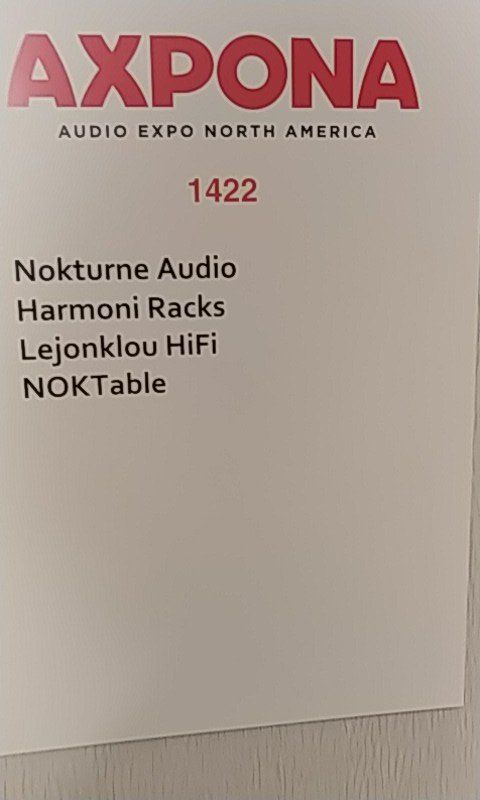 AXPONA
AUDIO EXPO NORTH AMERICA
1422
Nokturne Audio
Harmoni Racks
Lejonklou HiFi
NOKTable